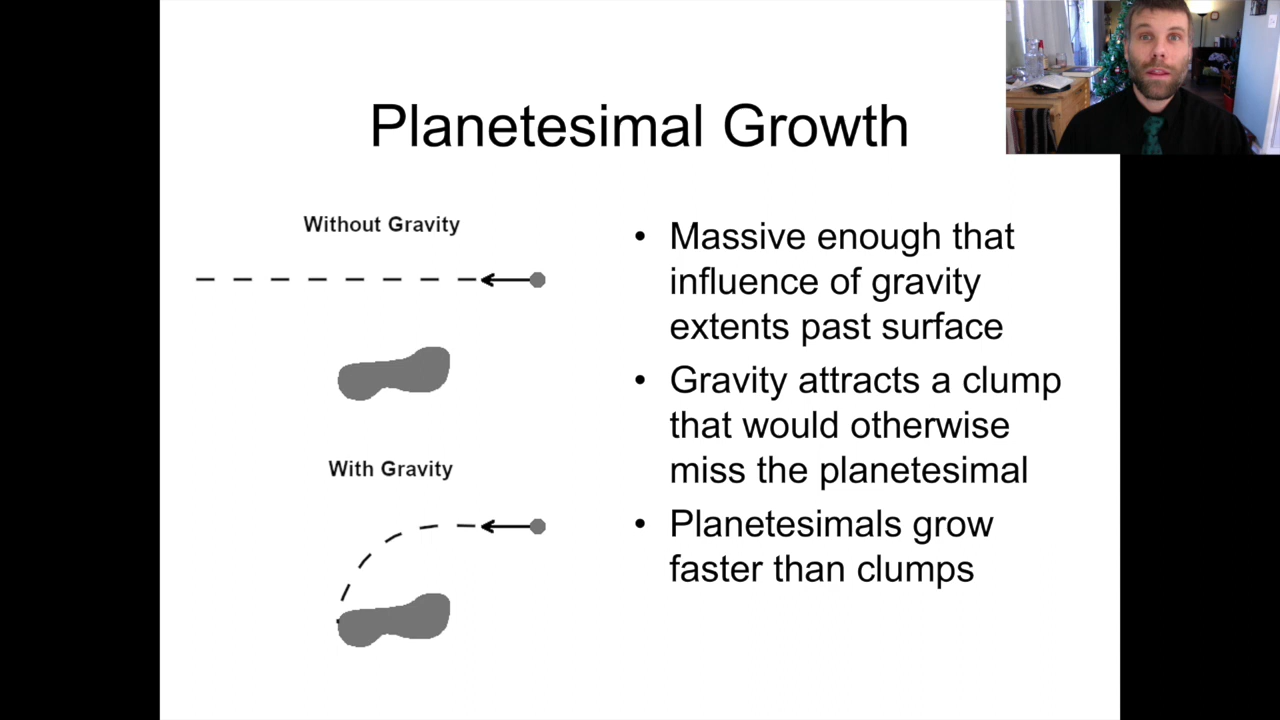 Planetesimal Growth
Without Gravity
With Gravity
• Massive enough that
influence of gravity
extents past surface
• Gravity attracts a clump
that would otherwise
miss the planetesimal
• Planetesimals grow
faster than clumps